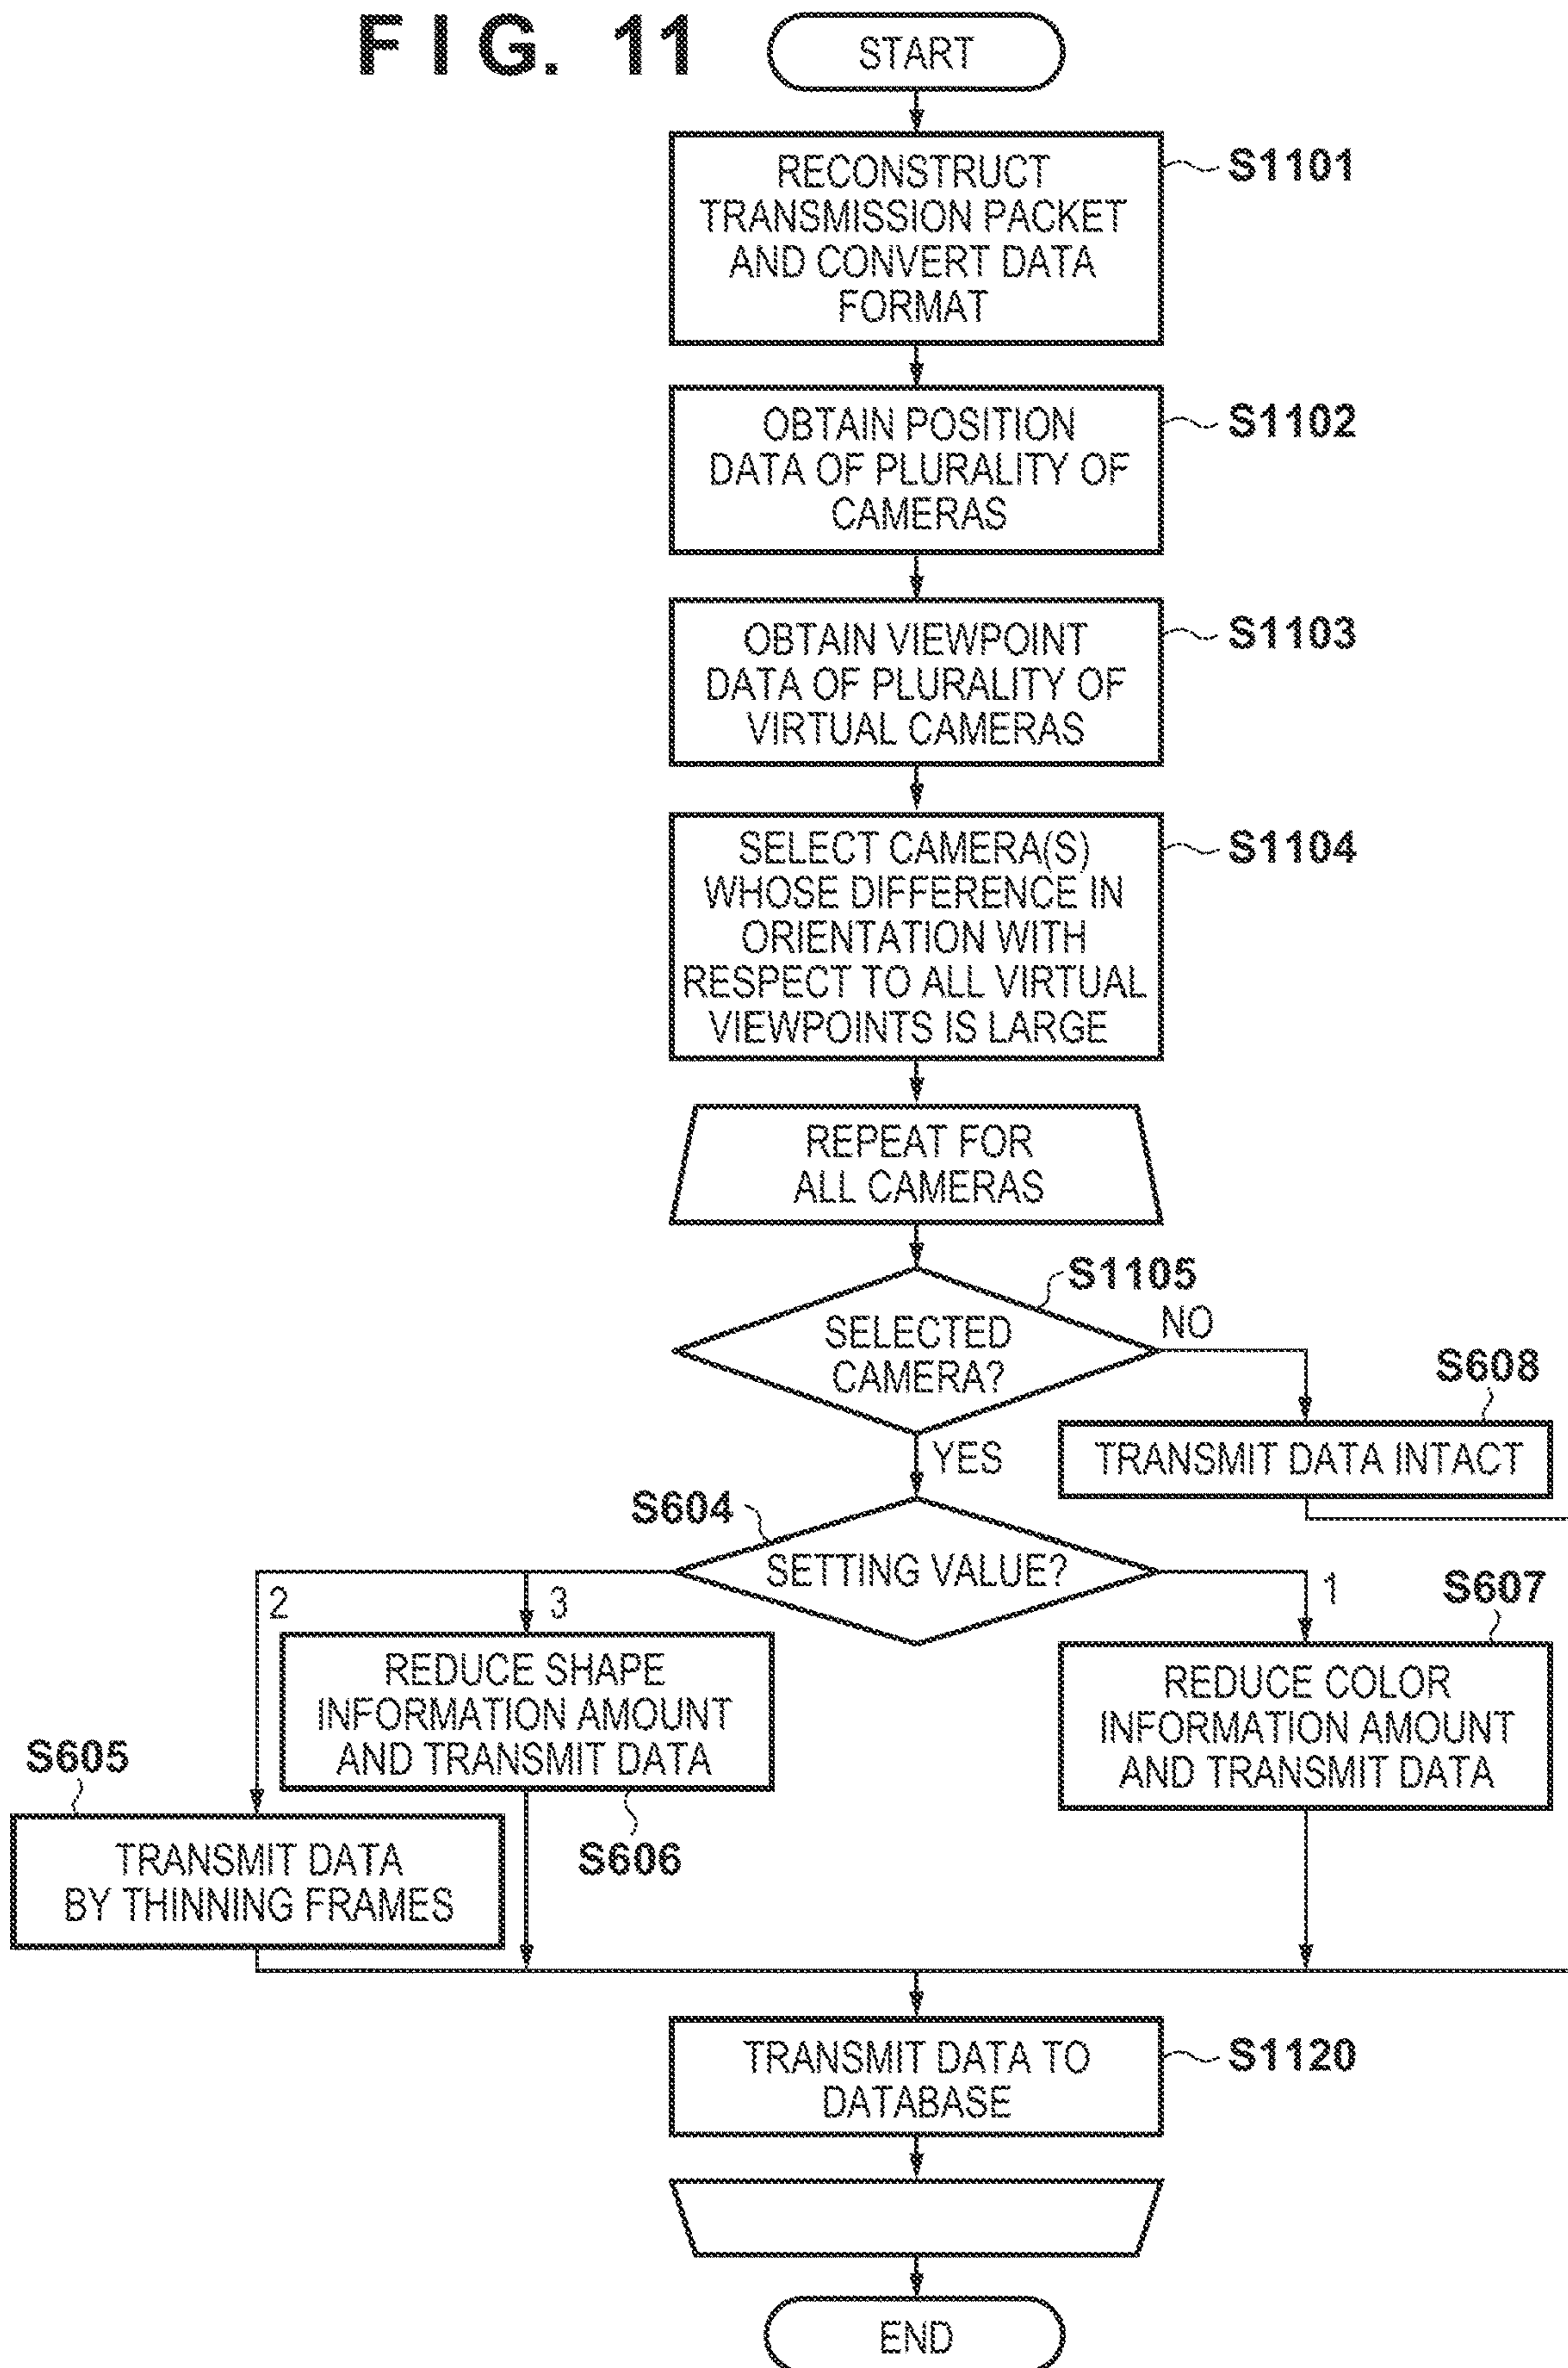 FIG. 11
START
RECONSTRUCT
TRANSMISSION PACKET
AND CONVERT DATA
FORMAT
S1101
OBTAIN POSITION
DATA OF PLURALITY OF
CAMERAS
S1102
OBTAIN VIEWPOINT
DATA OF PLURALITY OF
VIRTUAL CAMERAS
S1103
SELECT CAMERA(S)
WHOSE DIFFERENCE IN
ORIENTATION WITH
RESPECT TO ALL VIRTUAL
VIEWPOINTS IS LARGE
S1104
REPEAT FOR
ALL CAMERAS
S1105
SELECTED
CAMERA?
NO
S608
TRANSMIT DATA INTACT
YES
S604
SETTING VALUE?
2
3
1
S607
REDUCE SHAPE
INFORMATION AMOUNT
AND TRANSMIT DATA
REDUCE COLOR
INFORMATION AMOUNT
AND TRANSMIT DATA
S605
S606
TRANSMIT DATA
BY THINNING FRAMES
TRANSMIT DATA TO
DATABASE
S1120
END